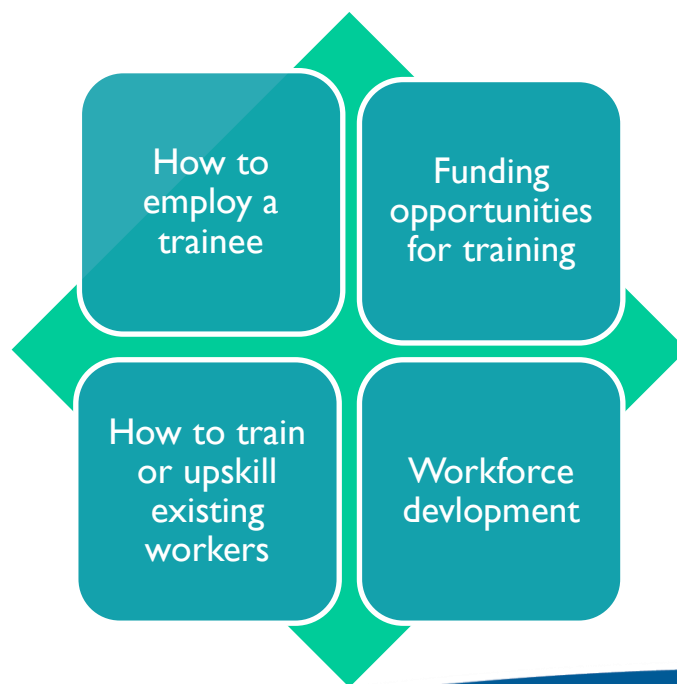 How to
employ a
trainee
Funding
opportunities
for training
How to train
or upskill
existing
workers
Workforce
devlopment